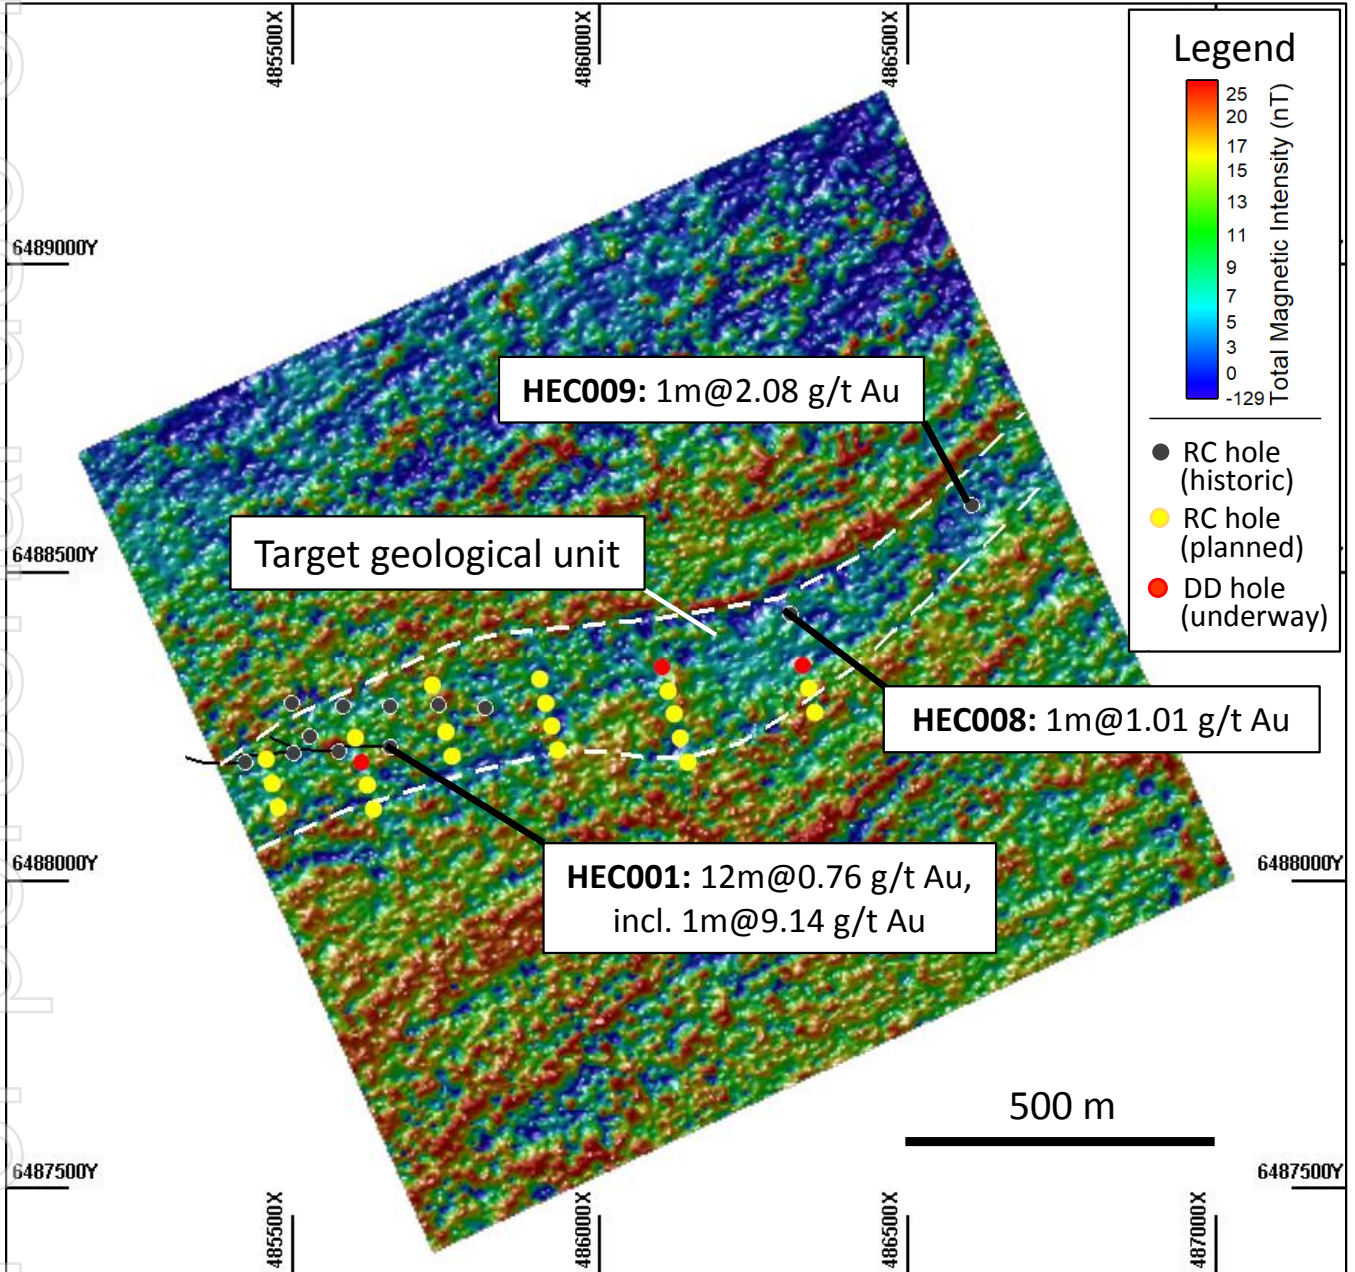 485500X
486000X
486500X
Legend
25
20
17
15
13
11
9
7
5
3
0
-129
Total Magnetic Intensity (nT)
RC hole
(historic)
RC hole
(planned)
DD hole
(underway)
6489000Y
HEC009: 1m@2.08 g/t Au
6488500Y
Target geological unit
HEC008: 1m@1.01 g/t Au
6488000Y
6488000Y
HEC001: 12m@0.76 g/t Au,
incl. 1m@9.14 g/t Au
500 m
6487500Y
6487500Y
485500X
486000X
486500X
487000X